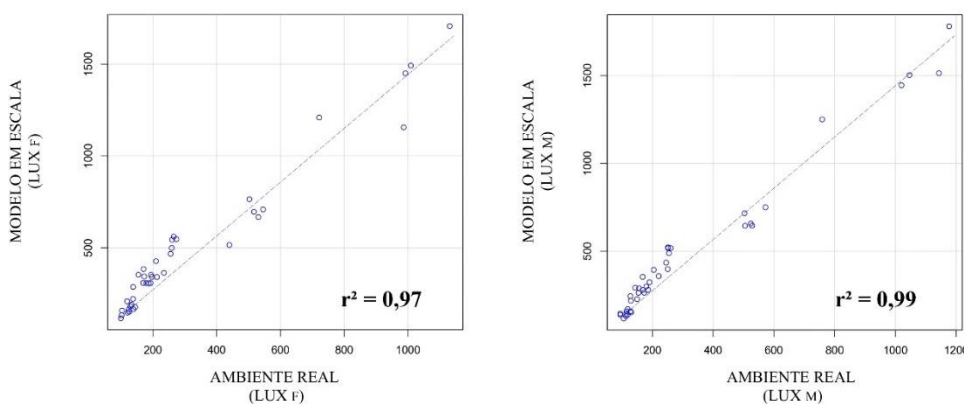 MODELO EM ESCALA
(LUX F)
1500
1000
500
r² = 0,97
200
400
600
800
1000
AMBIENTE REAL
(LUX F)
MODELO EM ESCALA
(LUX M)
1500
1000
500
r² = 0,99
200
400
600
800
1000
1200
AMBIENTE REAL
(LUX M)